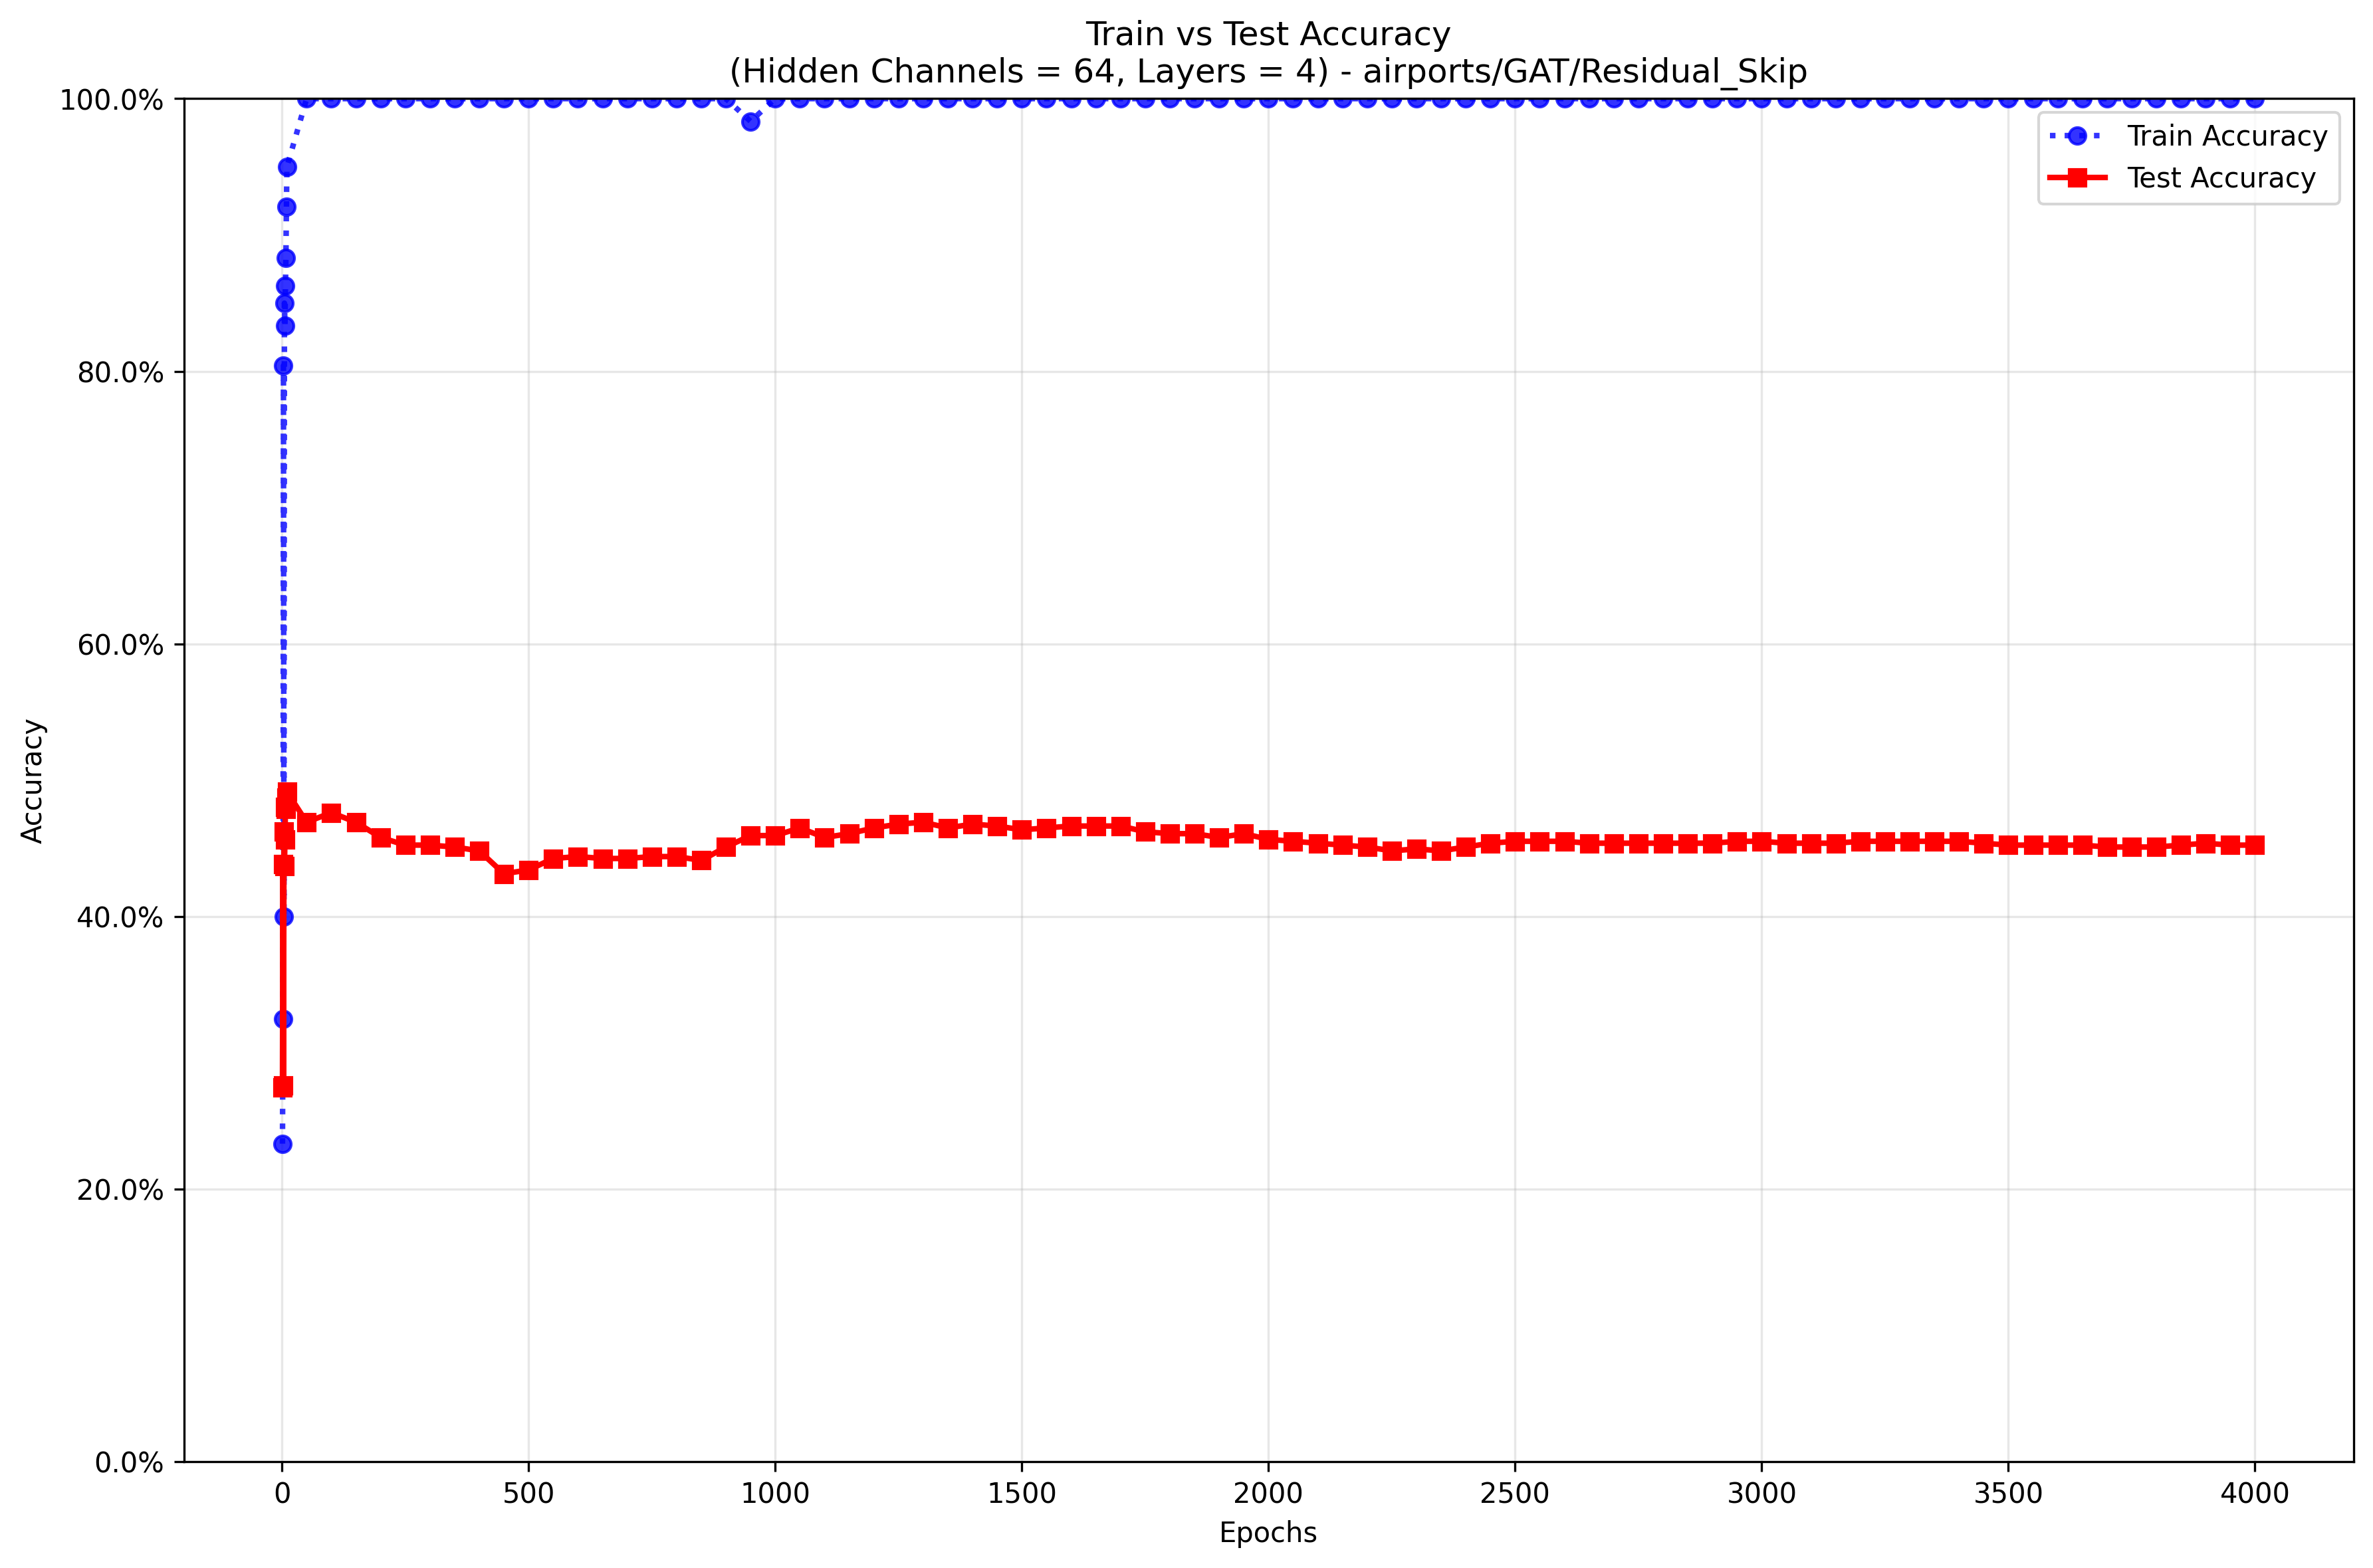 Train vs Test Accuracy
(Hidden Channels = 64, Layers = 4) - airports/GAT/Residual_Skip
100.0%
80.0%
60.0%
40.0%
20.0%
0.0%
Accuracy
Train Accuracy
Test Accuracy
0 500 1000 1500 2000 2500 3000 3500 4000
Epochs